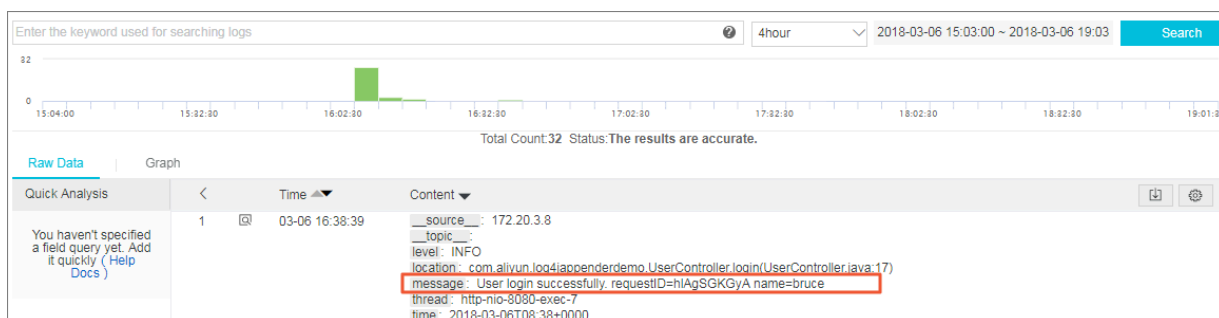 Enter the keyword used for searching logs ? 4hour 2018-03-06 15:03:00 ~ 2018-03-06 19:03 Search
32
0
15:04:00 15:32:30 16:02:30 16:32:30 17:02:30 17:32:30 18:02:30 18:32:30 19:01:3
Total Count:32 Status:The results are accurate.
Raw Data Graph
Quick Analysis < Time Content
You haven't specified a field query yet. Add it quickly ( Help Docs )
1 03-06 16:38:39 __source__: 172.20.3.8
__topic__:
level: INFO
location: com.aliyun.log4jappenderdemo.UserController.login(UserController.java:17)
message: User login successfully. requestID=hlAgSGKGyA name=bruce
thread: http-nio-8080-exec-7
time: 2018-03-06T08:38+0000